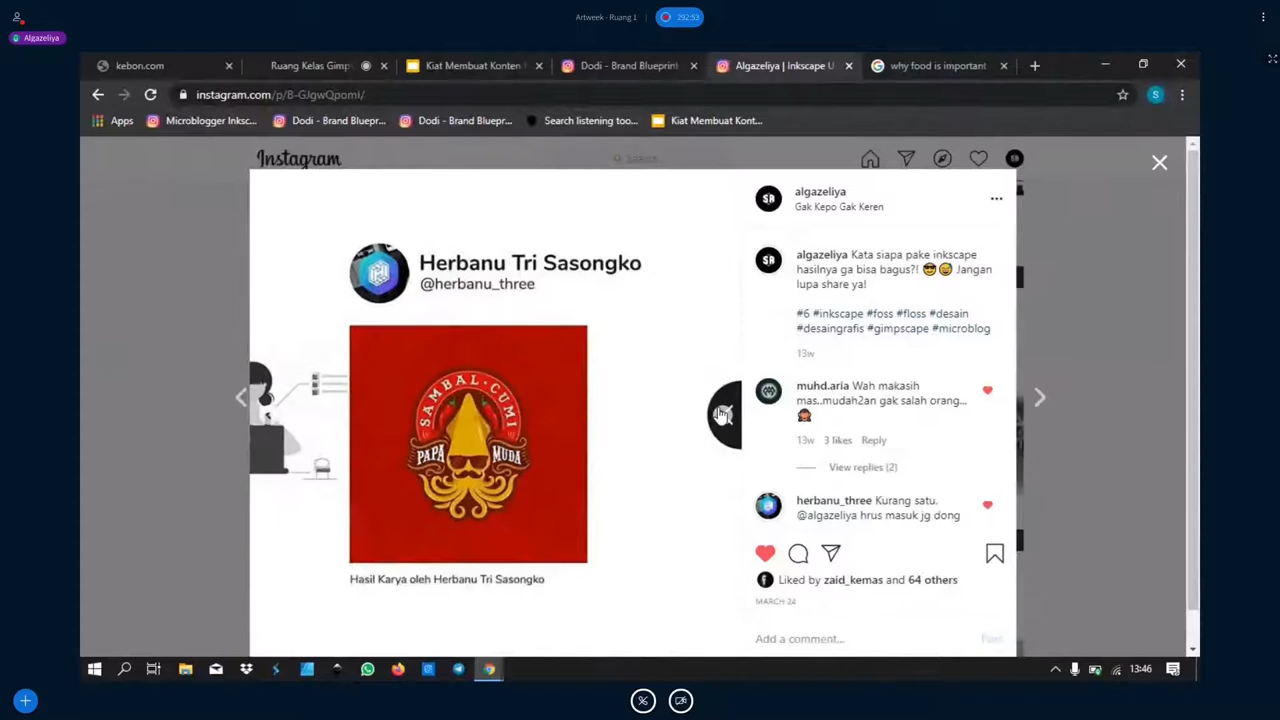 Artweek - Ruang 1
292:53
Algazeliya
kebon.com
Ruang Kelas Gimp
Kiat Membuat Konten
Dodi - Brand Blueprint
Algazeliya | Inkscape U
why food is important
instagram.com/p/B-GJgwQpomi/
Apps
Microblogger Inksc...
Dodi - Brand Bluepr...
Dodi - Brand Bluepr...
Search listening too...
Kiat Membuat Kont...
Instagram
Search
algazeliya
Gak Kepo Gak Keren
Herbanu Tri Sasongko
@herbanu_three
SAMBAL · CUMI
PAPA MUDA
Hasil Karya oleh Herbanu Tri Sasongko
algazeliya Kata siapa pake inkscape
hasilnya ga bisa bagus?! 😎 😅 Jangan
lupa share ya!
#6 #inkscape #foss #floss #desain
#desaingrafis #gimpscape #microblog
13w
muhd.aria Wah makasih
mas..mudah2an gak salah orang...
🙈
13w 3 likes Reply
View replies (2)
herbanu_three Kurang satu.
@algazeliya hrus masuk jg dong
Liked by zaid_kemas and 64 others
MARCH 24
Add a comment...
Post
13:46